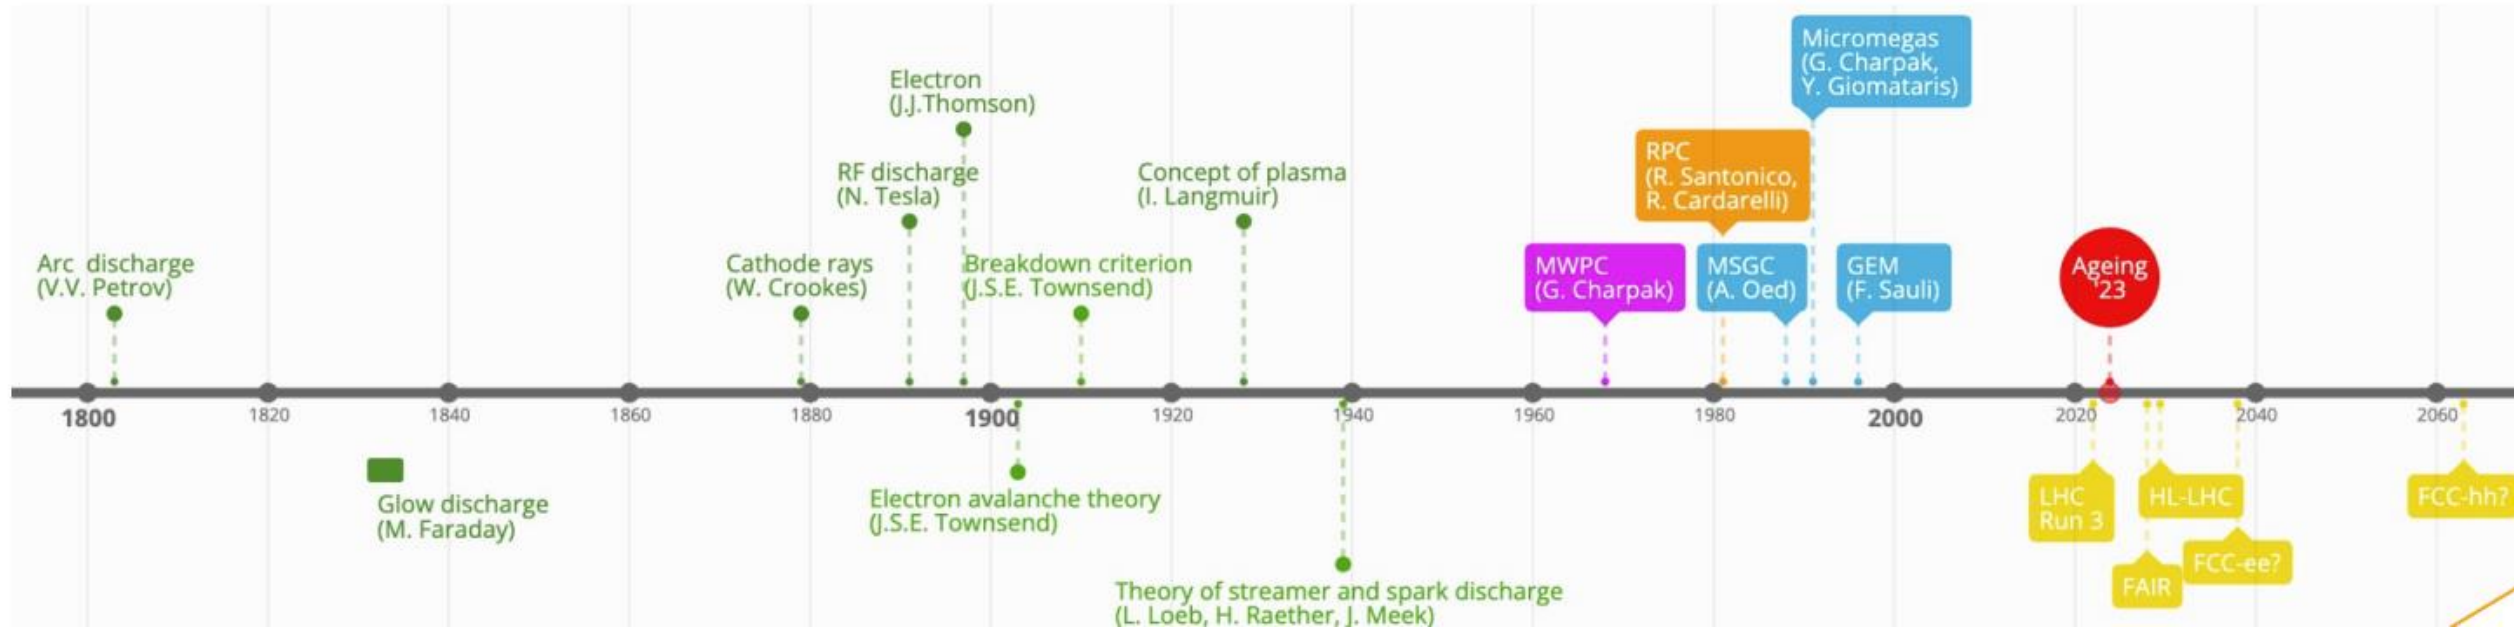 Micromegas
(G. Charpak,
Y. Giomataris)
Electron
(J.J.Thomson)
RPC
(R. Santonico,
R. Cardarelli)
RF discharge
(N. Tesla)
Concept of plasma
(I. Langmuir)
Arc discharge
(V.V. Petrov)
Cathode rays
(W. Crookes)
Breakdown criterion
(J.S.E. Townsend)
MWPC
(G. Charpak)
MSGC
(A. Oed)
GEM
(F. Sauli)
Ageing
'23
1800 1820 1840 1860 1880 1900 1920 1940 1960 1980 2000 2020 2040 2060
Glow discharge
(M. Faraday)
Electron avalanche theory
(J.S.E. Townsend)
Theory of streamer and spark discharge
(L. Loeb, H. Raether, J. Meek)
LHC
Run 3
HL-LHC
FCC-hh?
FCC-ee?
FAIR